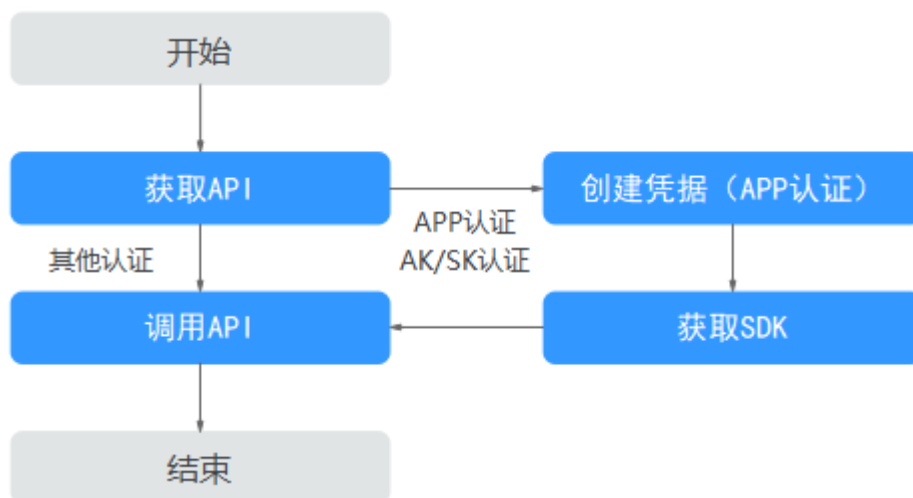 开始
获取API
创建凭据（APP认证）
APP认证
AK/SK认证
其他认证
调用API
获取SDK
结束